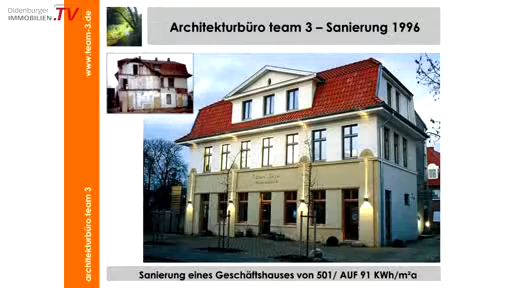 Oldenburger
IMMOBILIEN.TV
www.team-3.de
Architekturbüro team 3 – Sanierung 1996
architekturbüro team 3
Sanierung eines Geschäftshauses von 501/ AUF 91 KWh/m²a